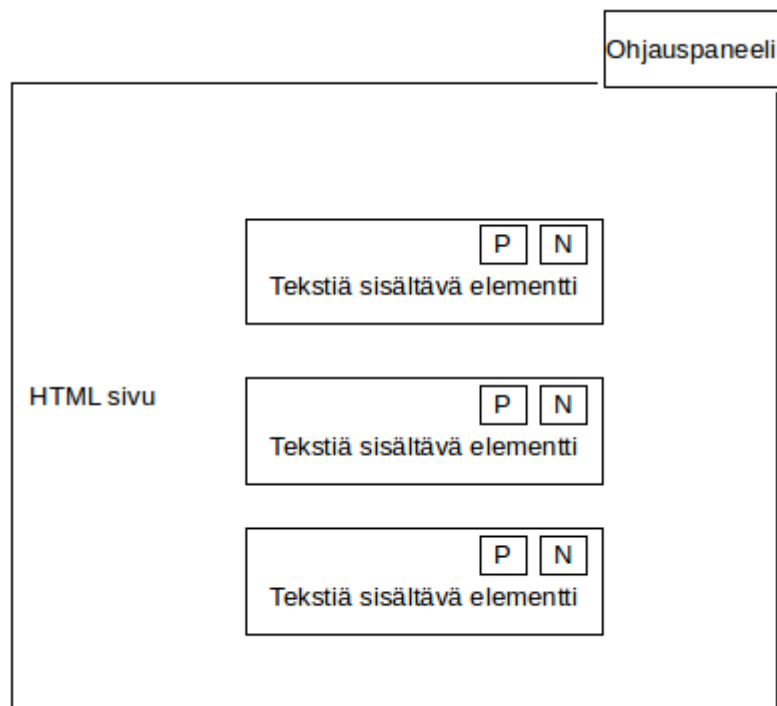 Ohjauspaneeli
P N
Tekstiä sisältävä elementti
HTML sivu
P N
Tekstiä sisältävä elementti
P N
Tekstiä sisältävä elementti